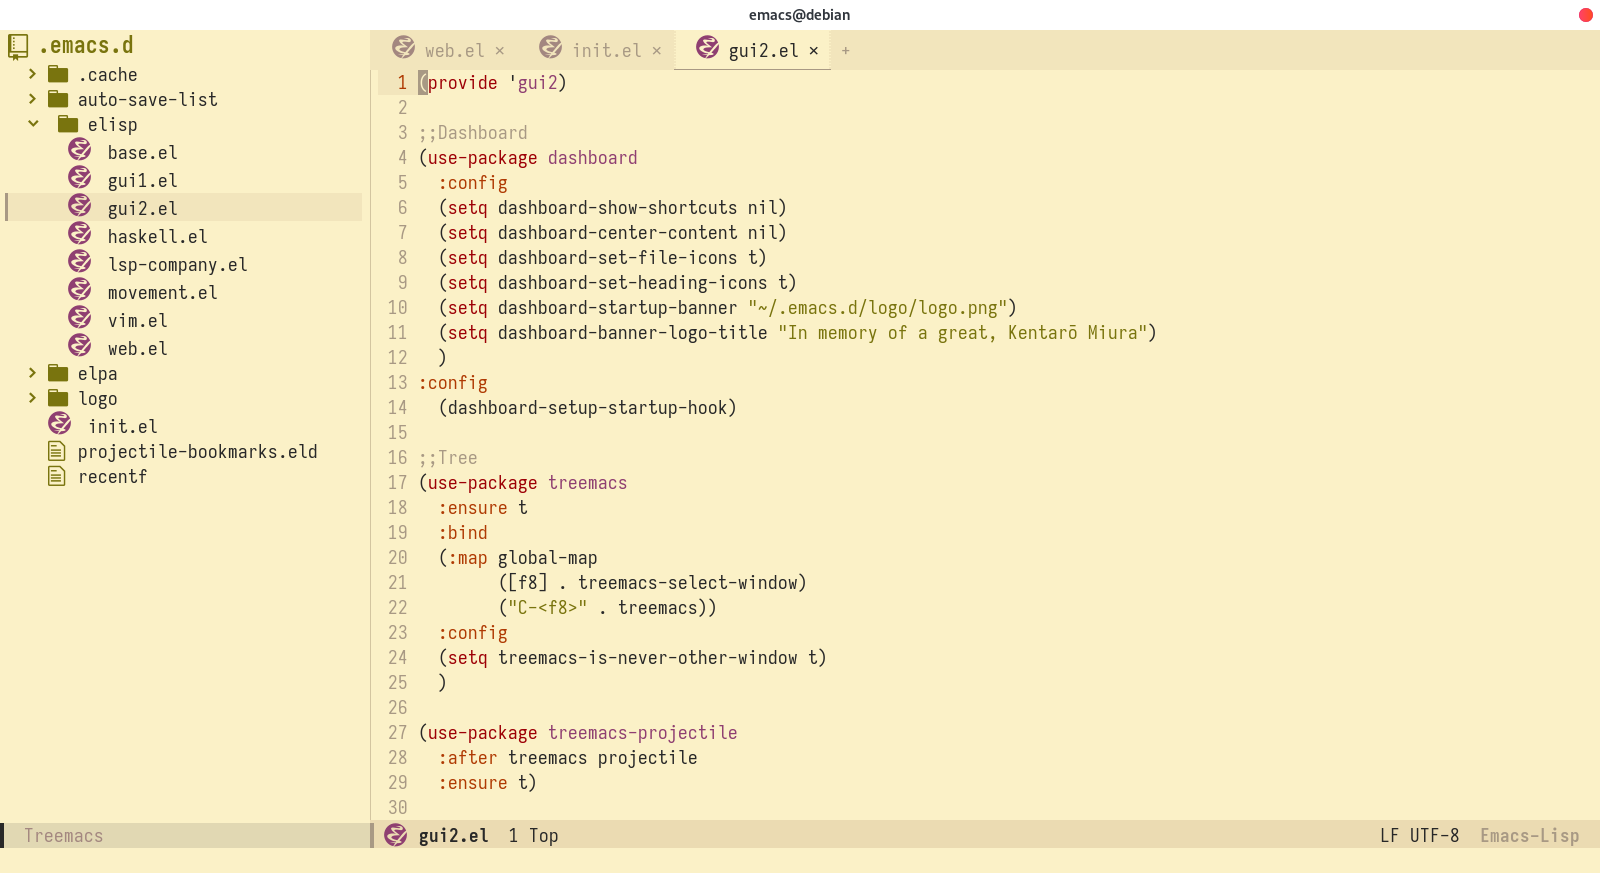 emacs@debian
.emacs.d
.cache
auto-save-list
elisp
base.el
gui1.el
gui2.el
haskell.el
lsp-company.el
movement.el
vim.el
web.el
elpa
logo
init.el
projectile-bookmarks.eld
recentf
Treemacs
web.el × init.el × gui2.el × +
1 (provide 'gui2)
2
3 ;;Dashboard
4 (use-package dashboard
5   :config
6   (setq dashboard-show-shortcuts nil)
7   (setq dashboard-center-content nil)
8   (setq dashboard-set-file-icons t)
9   (setq dashboard-set-heading-icons t)
10   (setq dashboard-startup-banner "~/.emacs.d/logo/logo.png")
11   (setq dashboard-banner-logo-title "In memory of a great, Kentarō Miura")
12   )
13 :config
14   (dashboard-setup-startup-hook)
15
16 ;;Tree
17 (use-package treemacs
18   :ensure t
19   :bind
20   (:map global-map
21         ([f8] . treemacs-select-window)
22         ("C-<f8>" . treemacs))
23   :config
24   (setq treemacs-is-never-other-window t)
25   )
26
27 (use-package treemacs-projectile
28   :after treemacs projectile
29   :ensure t)
30
gui2.el 1 Top LF UTF-8 Emacs-Lisp